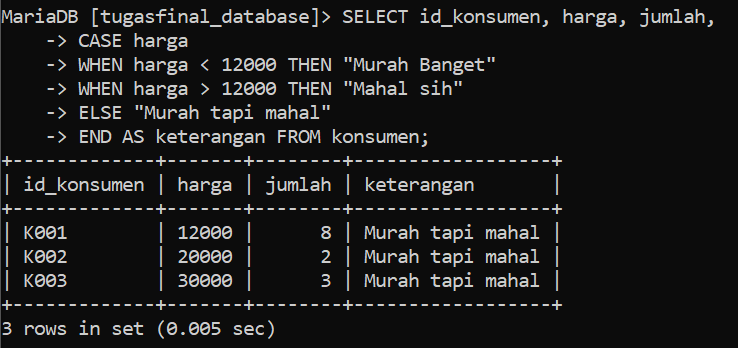 MariaDB [tugasfinal_database]> SELECT id_konsumen, harga, jumlah,
    -> CASE harga
    -> WHEN harga < 12000 THEN "Murah Banget"
    -> WHEN harga > 12000 THEN "Mahal sih"
    -> ELSE "Murah tapi mahal"
    -> END AS keterangan FROM konsumen;
+-------------+-------+--------+------------------+
| id_konsumen | harga | jumlah | keterangan       |
+-------------+-------+--------+------------------+
| K001        | 12000 |      8 | Murah tapi mahal |
| K002        | 20000 |      2 | Murah tapi mahal |
| K003        | 30000 |      3 | Murah tapi mahal |
+-------------+-------+--------+------------------+
3 rows in set (0.005 sec)